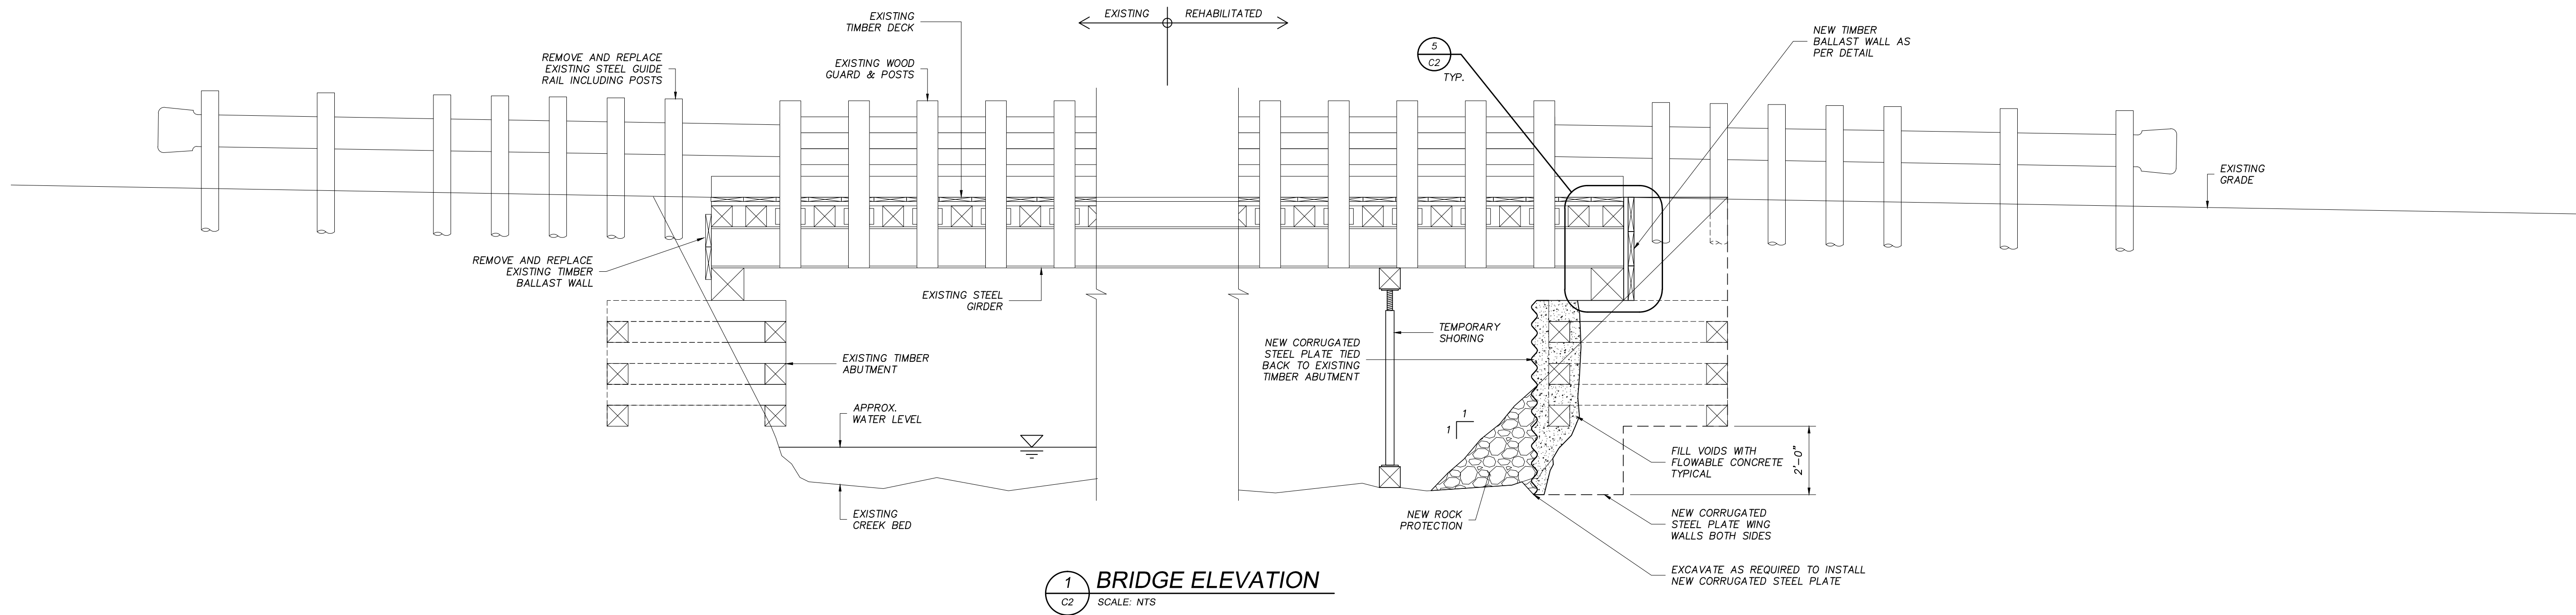 EXISTING
TIMBER DECK
EXISTING
REHABILITATED
REMOVE AND REPLACE
EXISTING STEEL GUIDE
RAIL INCLUDING POSTS
EXISTING WOOD
GUARD & POSTS
5
C2
TYP.
NEW TIMBER
BALLAST WALL AS
PER DETAIL
EXISTING
GRADE
REMOVE AND REPLACE
EXISTING TIMBER
BALLAST WALL
EXISTING STEEL
GIRDER
EXISTING TIMBER
ABUTMENT
APPROX.
WATER LEVEL
EXISTING
CREEK BED
TEMPORARY
SHORING
NEW CORRUGATED
STEEL PLATE TIED
BACK TO EXISTING
TIMBER ABUTMENT
1
1
NEW ROCK
PROTECTION
FILL VOIDS WITH
FLOWABLE CONCRETE
TYPICAL
2'-0"
NEW CORRUGATED
STEEL PLATE WING
WALLS BOTH SIDES
EXCAVATE AS REQUIRED TO INSTALL
NEW CORRUGATED STEEL PLATE
1
C2
BRIDGE ELEVATION
SCALE: NTS